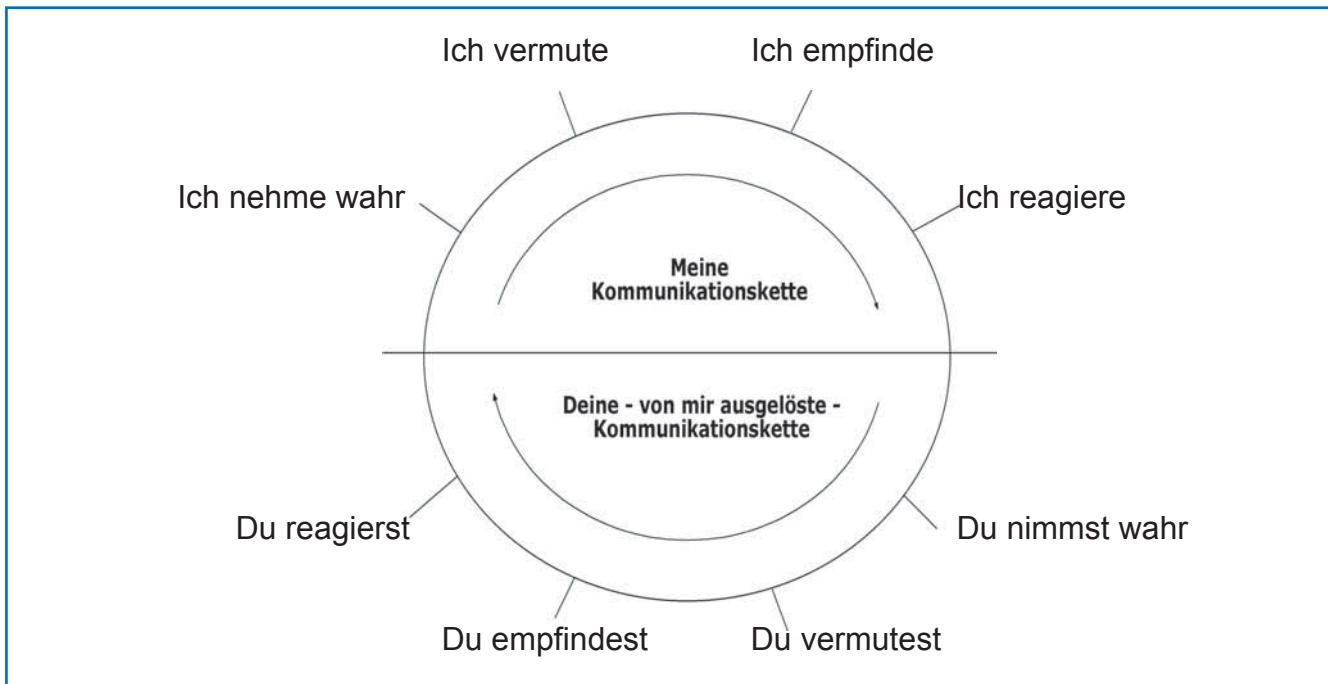 Ich vermute
Ich empfinde
Ich nehme wahr
Ich reagiere
Meine
Kommunikationskette
Deine - von mir ausgelöste -
Kommunikationskette
Du reagierst
Du nimmst wahr
Du empfindest
Du vermutest